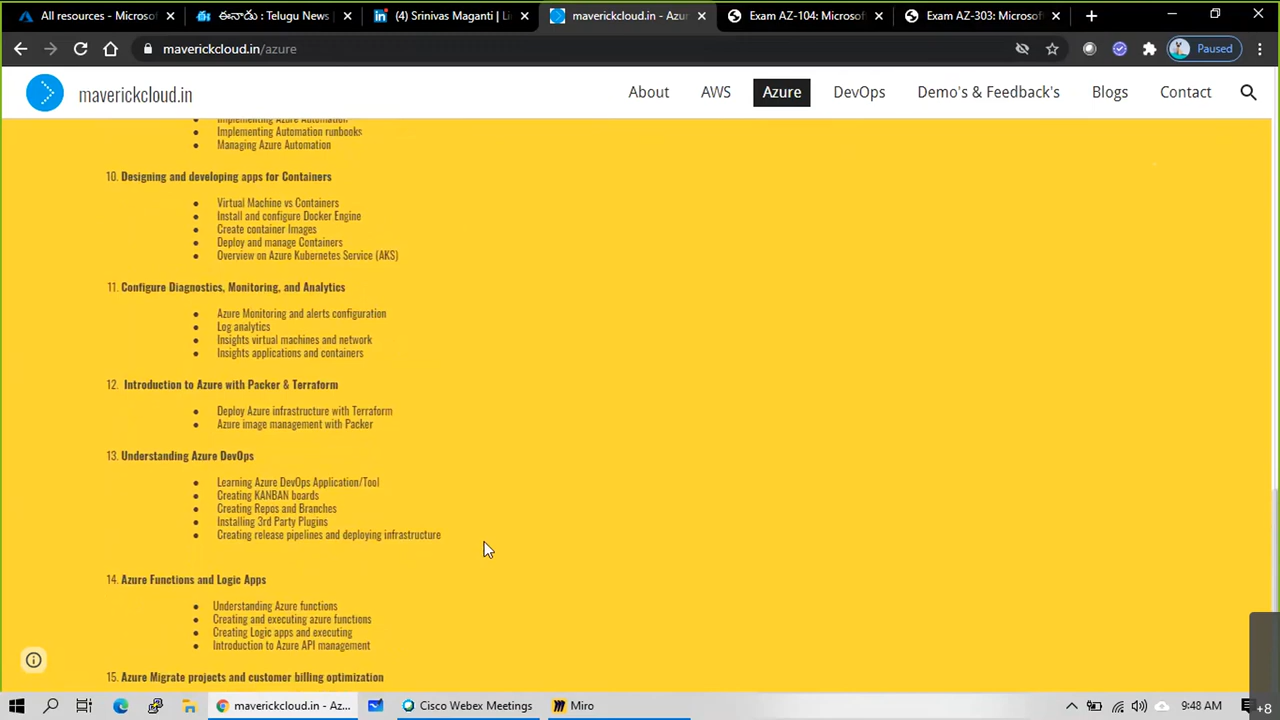 All resources - Microsof
ఈనాడు : Telugu News
(4) Srinivas Maganti | Li
maverickcloud.in - Azur
Exam AZ-104: Microsof
Exam AZ-303: Microsof
maverickcloud.in/azure
Paused
maverickcloud.in
About
AWS
Azure
DevOps
Demo's & Feedback's
Blogs
Contact
Implementing Azure Automation
Implementing Automation runbooks
Managing Azure Automation
10. Designing and developing apps for Containers
Virtual Machine vs Containers
Install and configure Docker Engine
Create container Images
Deploy and manage Containers
Overview on Azure Kubernetes Service (AKS)
11. Configure Diagnostics, Monitoring, and Analytics
Azure Monitoring and alerts configuration
Log analytics
Insights virtual machines and network
Insights applications and containers
12. Introduction to Azure with Packer & Terraform
Deploy Azure infrastructure with Terraform
Azure image management with Packer
13. Understanding Azure DevOps
Learning Azure DevOps Application/Tool
Creating KANBAN boards
Creating Repos and Branches
Installing 3rd Party Plugins
Creating release pipelines and deploying infrastructure
14. Azure Functions and Logic Apps
Understanding Azure functions
Creating and executing azure functions
Creating Logic apps and executing
Introduction to Azure API management
15. Azure Migrate projects and customer billing optimization
maverickcloud.in - Az...
Cisco Webex Meetings
Miro
9:48 AM
+8